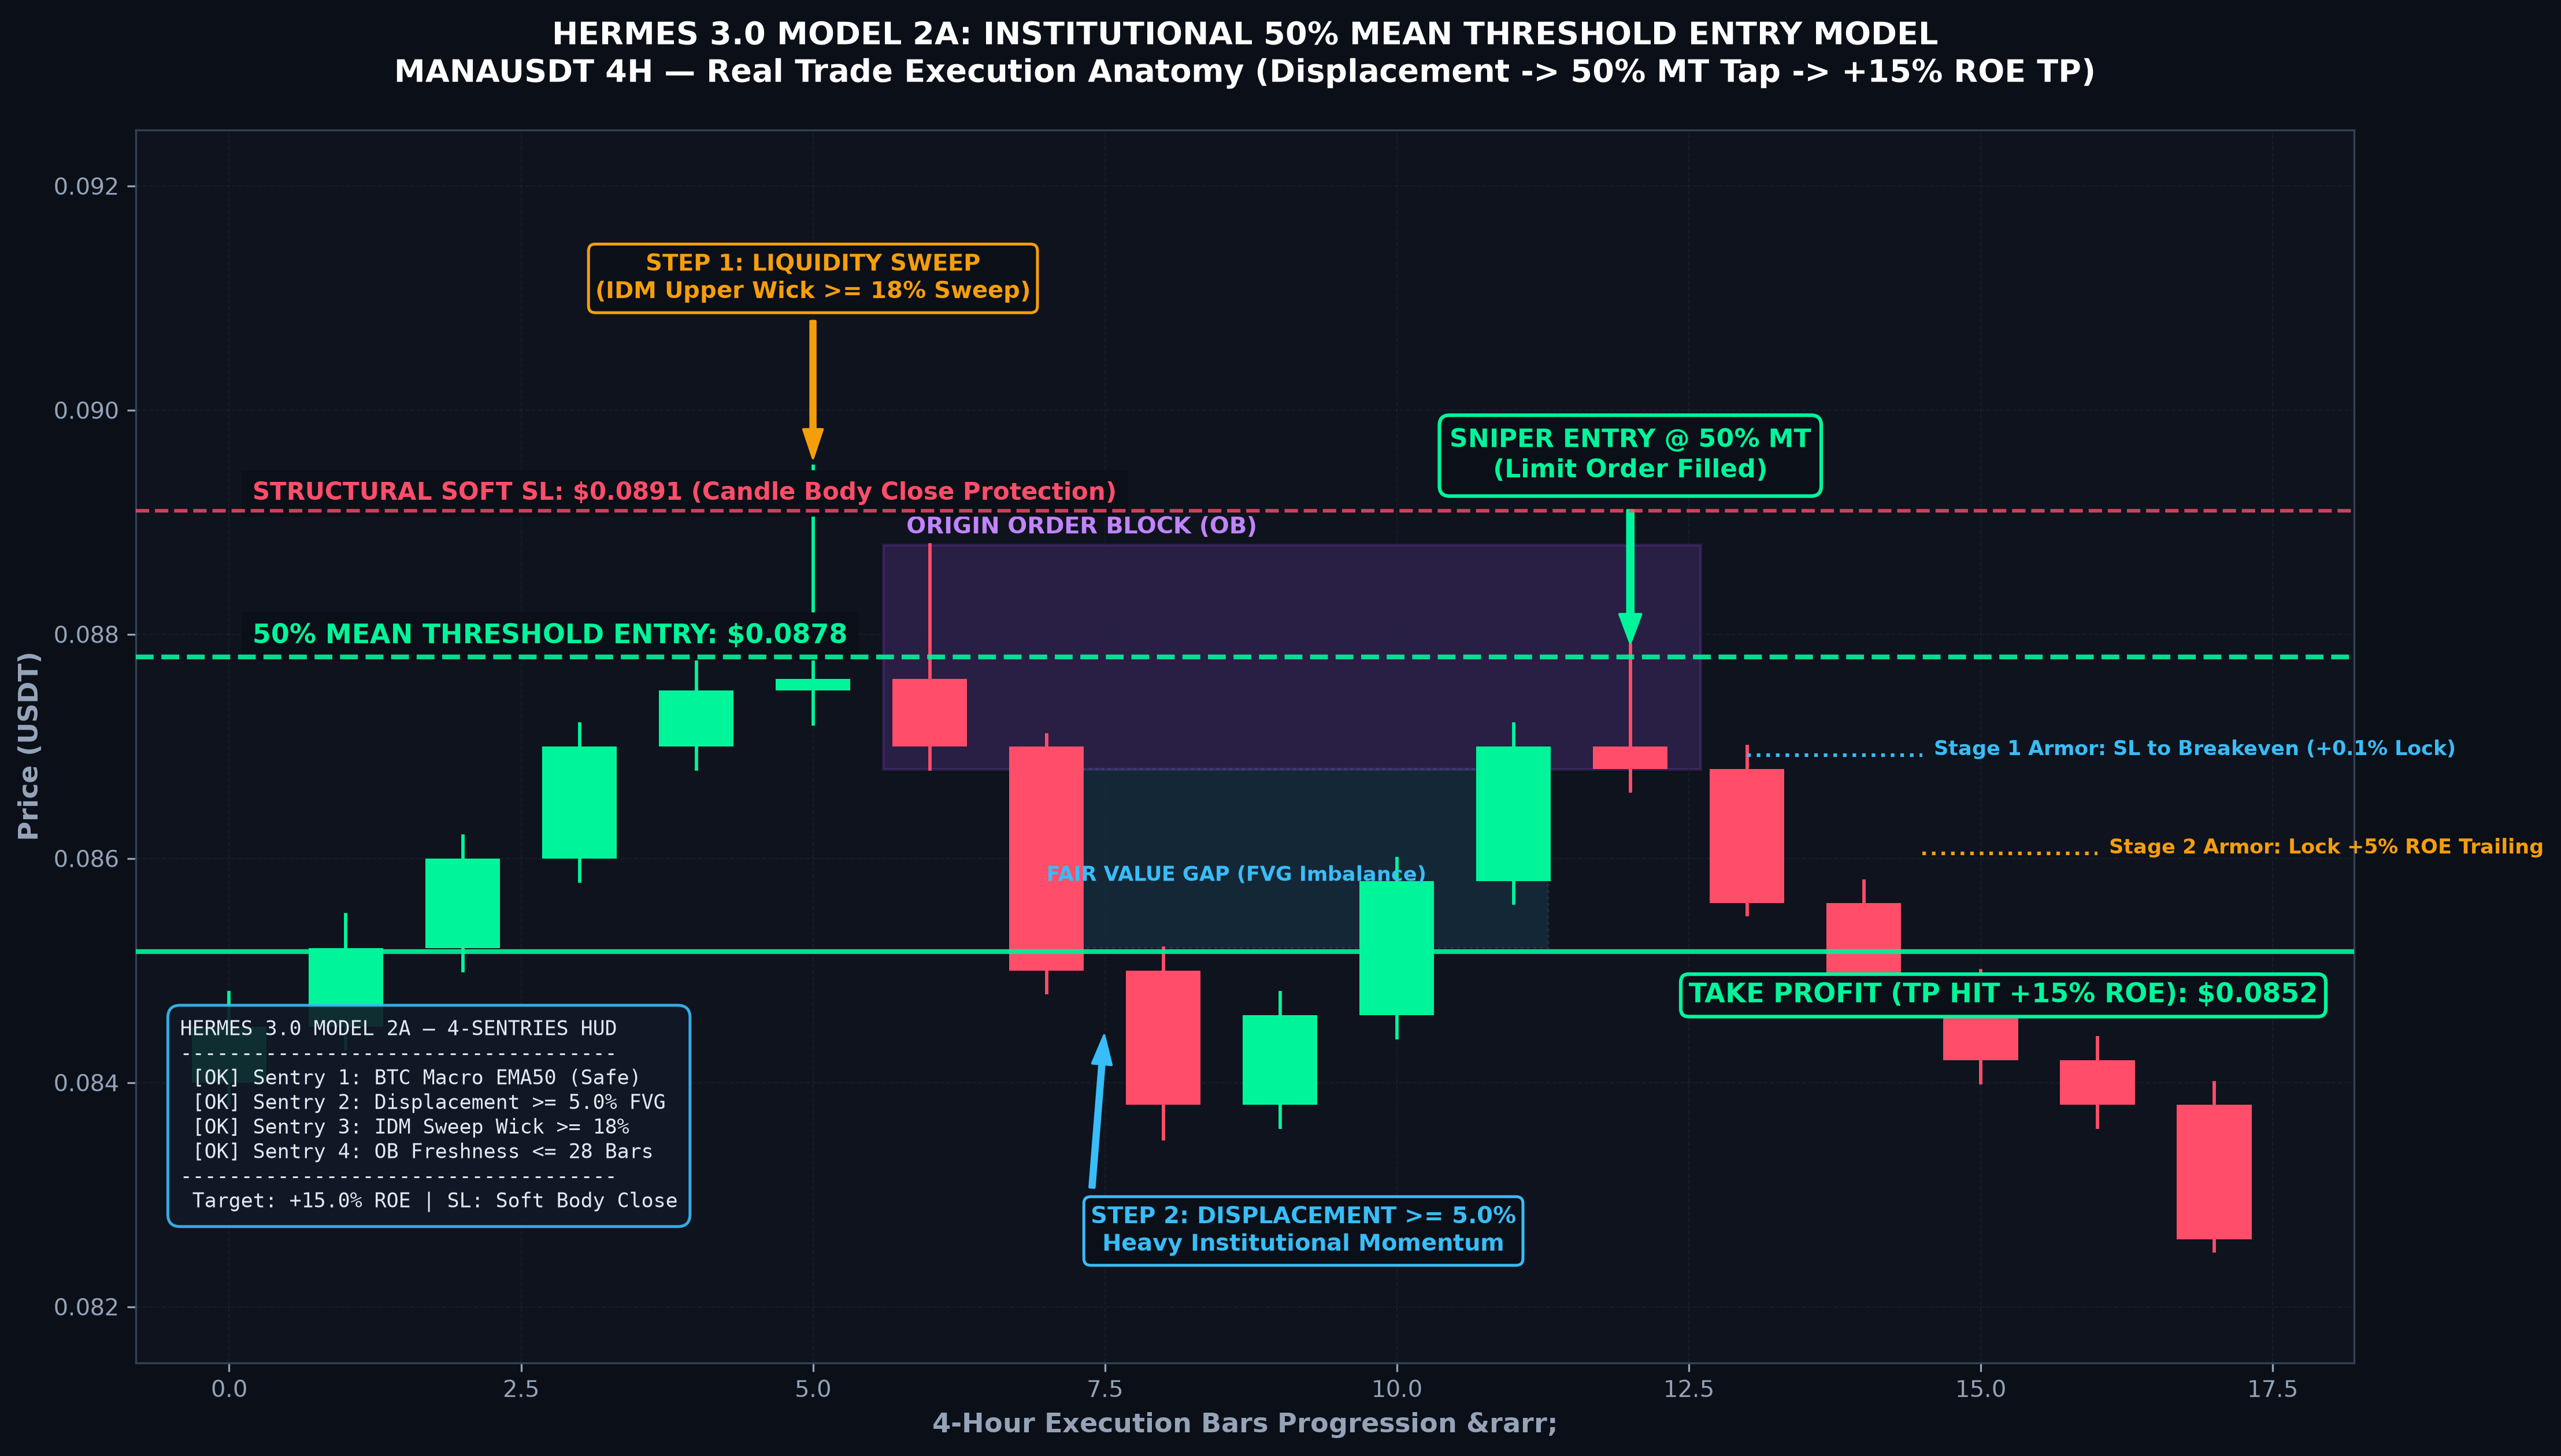 HERMES 3.0 MODEL 2A: INSTITUTIONAL 50% MEAN THRESHOLD ENTRY MODEL
MANAUSDT 4H — Real Trade Execution Anatomy (Displacement -> 50% MT Tap -> +15% ROE TP)
Price (USDT)
0.092
0.090
0.088
0.086
0.084
0.082
STEP 1: LIQUIDITY SWEEP
(IDM Upper Wick >= 18% Sweep)
SNIPER ENTRY @ 50% MT
(Limit Order Filled)
STRUCTURAL SOFT SL: $0.0891 (Candle Body Close Protection)
ORIGIN ORDER BLOCK (OB)
50% MEAN THRESHOLD ENTRY: $0.0878
Stage 1 Armor: SL to Breakeven (+0.1% Lock)
Stage 2 Armor: Lock +5% ROE Trailing
FAIR VALUE GAP (FVG Imbalance)
TAKE PROFIT (TP HIT +15% ROE): $0.0852
HERMES 3.0 MODEL 2A — 4-SENTRIES HUD
------------------------------------
[OK] Sentry 1: BTC Macro EMA50 (Safe)
[OK] Sentry 2: Displacement >= 5.0% FVG
[OK] Sentry 3: IDM Sweep Wick >= 18%
[OK] Sentry 4: OB Freshness <= 28 Bars
------------------------------------
Target: +15.0% ROE | SL: Soft Body Close
STEP 2: DISPLACEMENT >= 5.0%
Heavy Institutional Momentum
0.0 2.5 5.0 7.5 10.0 12.5 15.0 17.5
4-Hour Execution Bars Progression &rarr;